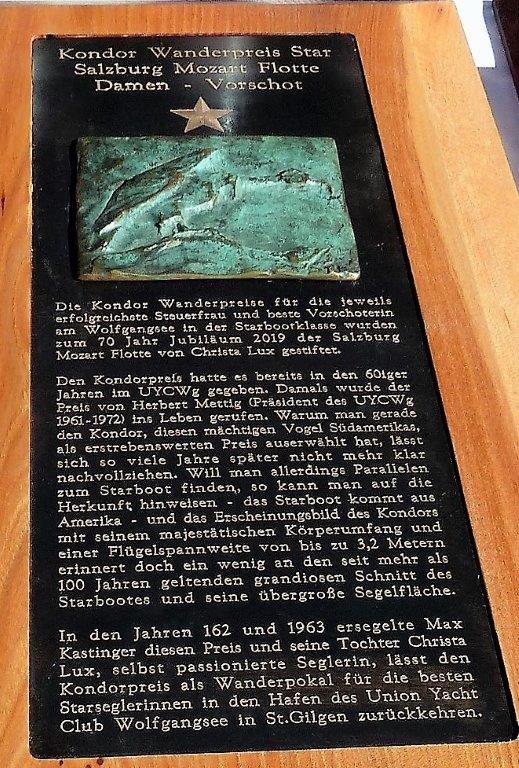 Kondor Wanderpreis Star
Salzburg Mozart Flotte
Damen - Vorschot
Die Kondor Wanderpreise für die jeweils
erfolgreichste Steuerfrau und beste Vorschoterin
am Wolfgangsee in der Starbootklasse wurden
zum 70 Jahr Jubiläum 2019 der Salzburg
Mozart Flotte von Christa Lux gestiftet.
Den Kondorpreis hatte es bereits in den 60iger
Jahren im UYCWg gegeben. Damals wurde der
Preis von Herbert Mettig (Präsident des UYCWg
1961-1972) ins Leben gerufen. Warum man gerade
den Kondor, diesen mächtigen Vogel Südamerikas,
als erstrebenswerten Preis auserwählt hat, lässt
sich so viele Jahre später nicht mehr klar
nachvollziehen. Will man allerdings Parallelen
zum Starboot finden, so kann man auf die
Herkunft hinweisen - das Starboot kommt aus
Amerika - und das Erscheinungsbild des Kondors
mit seinem majestätischen Körperumfang und
einer Flügelspannweite von bis zu 3,2 Metern
erinnert doch ein wenig an den seit mehr als
100 Jahren geltenden grandiosen Schnitt des
Starbootes und seine übergroße Segelfläche.
In den Jahren 162 und 1963 ersegelte Max
Kastinger diesen Preis und seine Tochter Christa
Lux, selbst passionierte Seglerin, lässt den
Kondorpreis als Wanderpokal für die besten
Starseglerinnen in den Hafen des Union Yacht
Club Wolfgangsee in St.Gilgen zurückkehren.